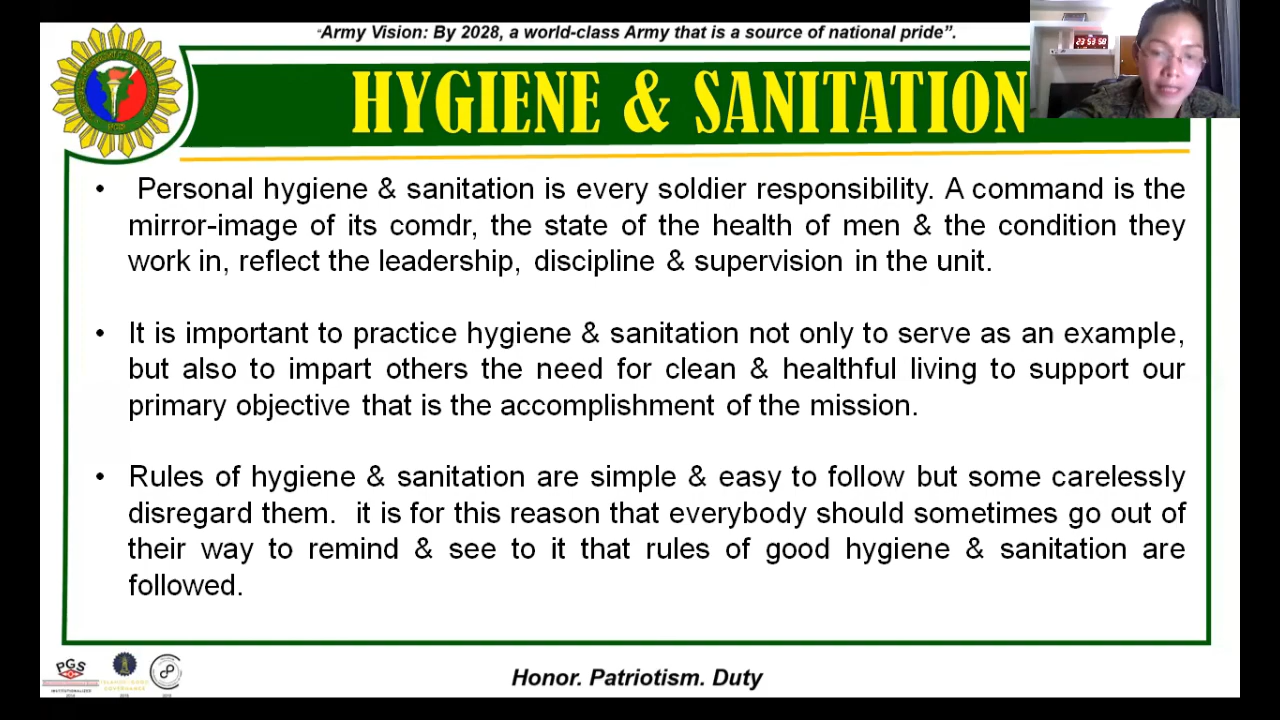 “Army Vision: By 2028, a world-class Army that is a source of national pride”.
HYGIENE & SANITATION
• Personal hygiene & sanitation is every soldier responsibility. A command is the
mirror-image of its comdr, the state of the health of men & the condition they
work in, reflect the leadership, discipline & supervision in the unit.
• It is important to practice hygiene & sanitation not only to serve as an example,
but also to impart others the need for clean & healthful living to support our
primary objective that is the accomplishment of the mission.
• Rules of hygiene & sanitation are simple & easy to follow but some carelessly
disregard them. it is for this reason that everybody should sometimes go out of
their way to remind & see to it that rules of good hygiene & sanitation are
followed.
PGS
INSTITUTIONALIZED
GOVERNANCE
Honor. Patriotism. Duty